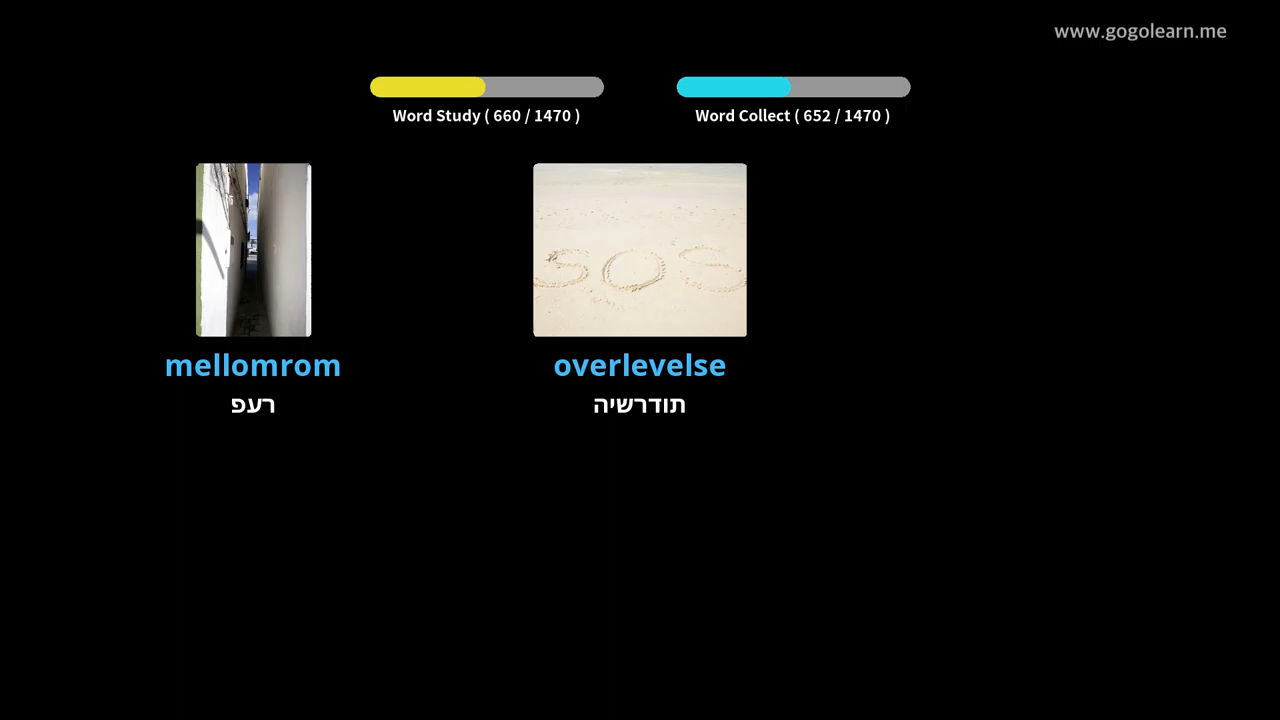 www.gogolearn.me
Word Study ( 660 / 1470 )
Word Collect ( 652 / 1470 )
mellomrom
רעפ
overlevelse
תודרשיה
SOS